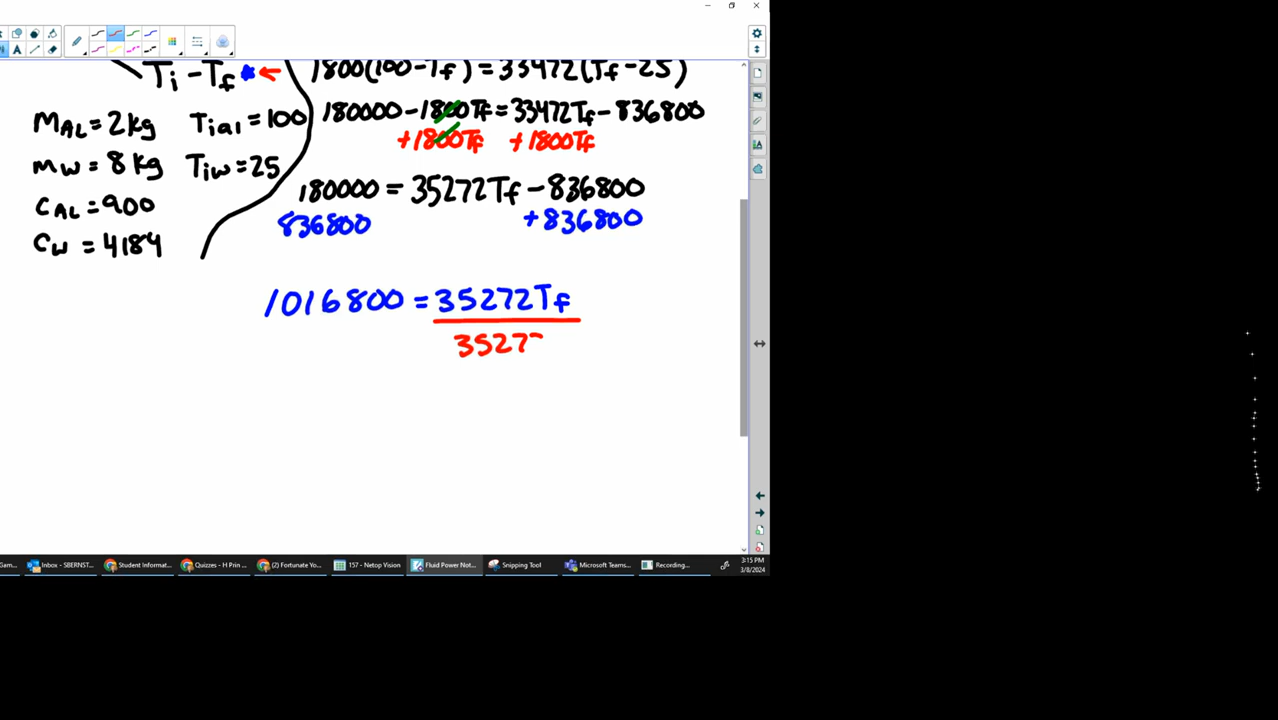 Ti - Tf
1800(100-Tf) = 33472(Tf-25)
180000-1800Tf=33472Tf-836800
+1800Tf +1800Tf
MAL=2kg Tia1=100
mw=8kg Tiw=25
CAL=900
Cw=4184
180000=35272Tf-836800
836800 +836800
1016800=35272Tf
3527
Inbox - SBERNST... Student Informat... Quizzes - H Prin... (2) Fortunate Yo... 157 - Netop Vision Fluid Power Not... Snipping Tool Microsoft Teams... Recording...
3:15 PM
3/8/2024